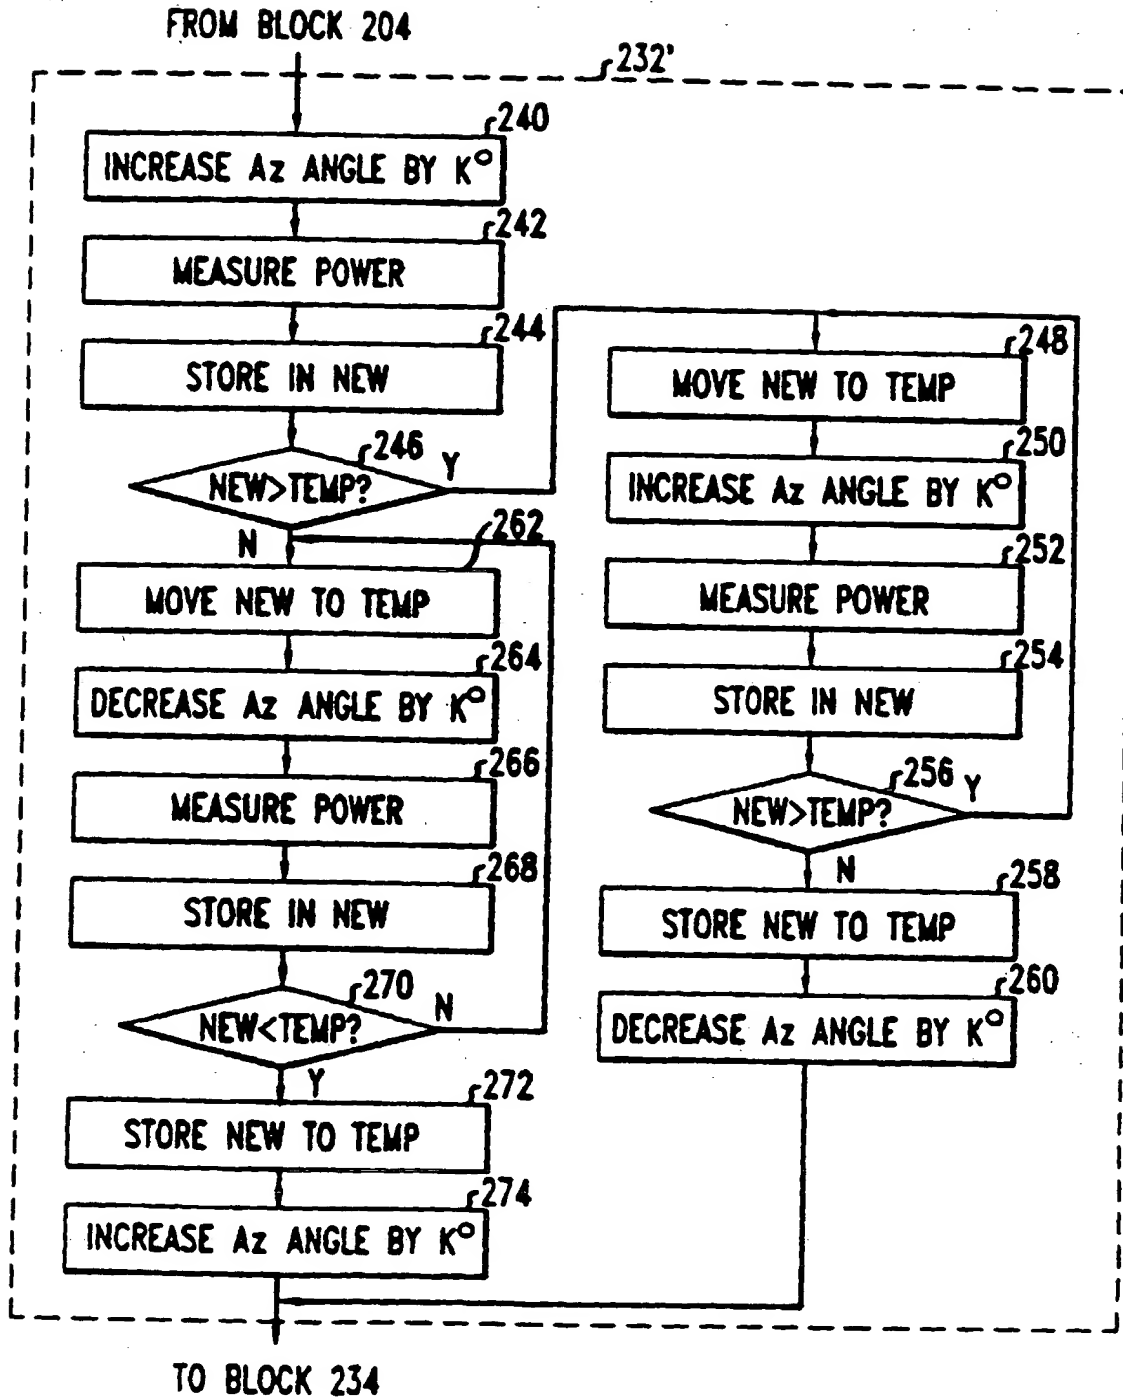 FROM BLOCK 204
232'
240
INCREASE Az ANGLE BY K°
242
MEASURE POWER
244
STORE IN NEW
246
NEW>TEMP?
Y
N
262
MOVE NEW TO TEMP
264
DECREASE Az ANGLE BY K°
266
MEASURE POWER
268
STORE IN NEW
270
NEW<TEMP?
N
Y
272
STORE NEW TO TEMP
274
INCREASE Az ANGLE BY K°
248
MOVE NEW TO TEMP
250
INCREASE Az ANGLE BY K°
252
MEASURE POWER
254
STORE IN NEW
256
NEW>TEMP?
Y
N
258
STORE NEW TO TEMP
260
DECREASE Az ANGLE BY K°
TO BLOCK 234